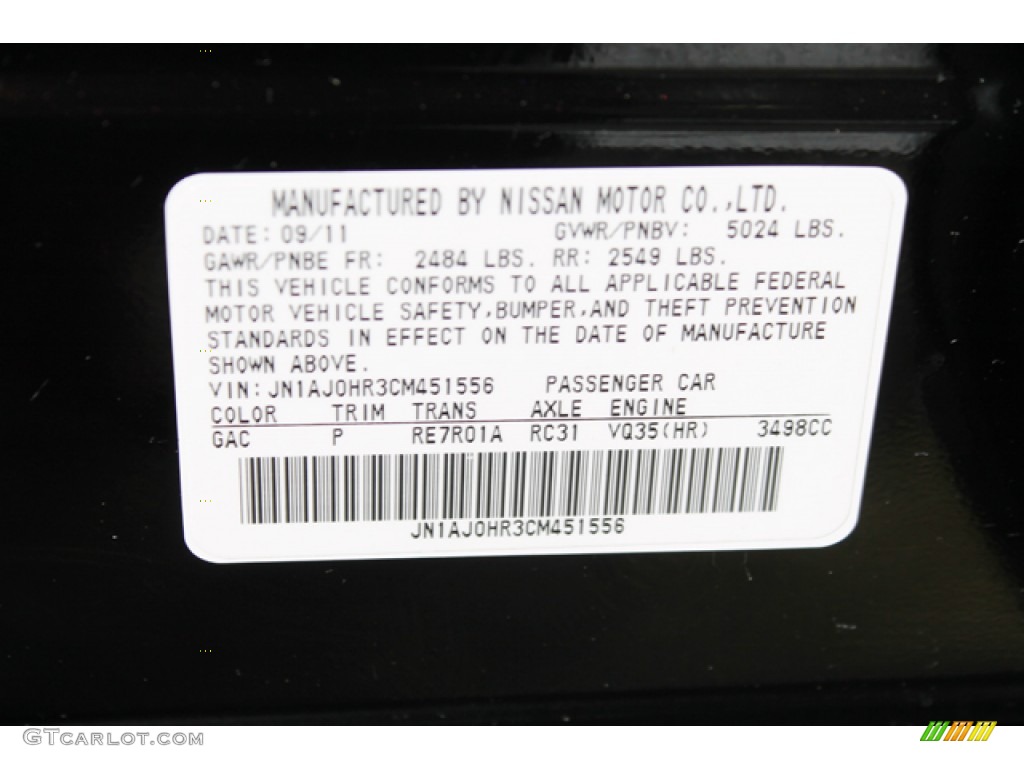 MANUFACTURED BY NISSAN MOTOR CO.,LTD.
DATE: 09/11 GVWR/PNBV: 5024 LBS.
GAWR/PNBE FR: 2484 LBS. RR: 2549 LBS.
THIS VEHICLE CONFORMS TO ALL APPLICABLE FEDERAL
MOTOR VEHICLE SAFETY,BUMPER,AND THEFT PREVENTION
STANDARDS IN EFFECT ON THE DATE OF MANUFACTURE
SHOWN ABOVE.
VIN:JN1AJ0HR3CM451556 PASSENGER CAR
COLOR TRIM TRANS AXLE ENGINE
GAC P RE7R01A RC31 VQ35(HR) 3498CC
JN1AJ0HR3CM451556
GTCARLOT.COM